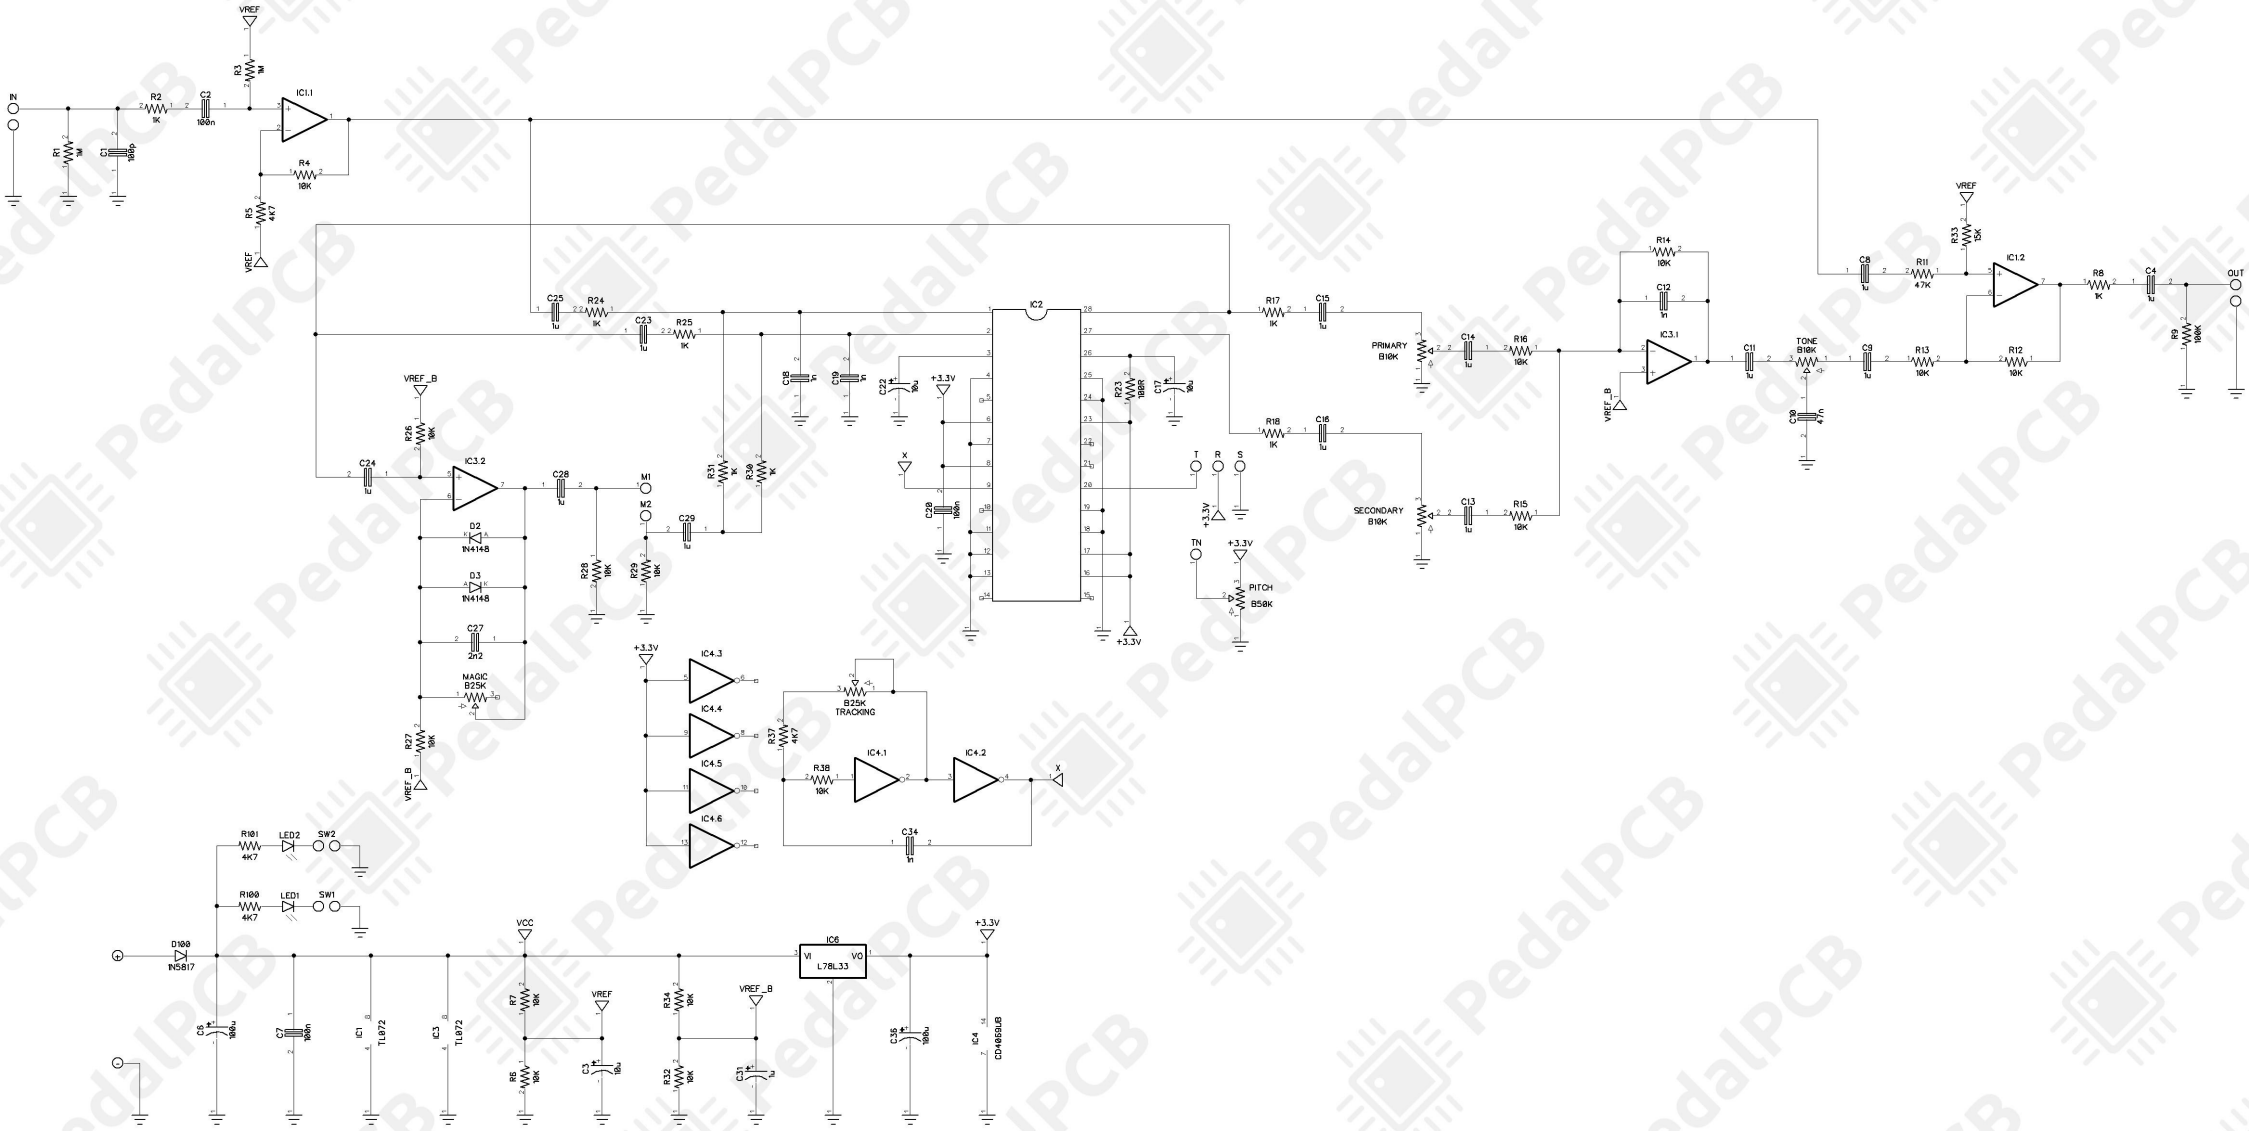 VREF
R3
1M
IN
R2
1K
C2
100n
IC1.1
R1
1M
C1
100p
R4
10K
R5
4K7
VREF
C25
1u
R24
1K
C23
1u
R25
1K
IC2
C18
1n
C19
1n
C22
10u
+3.3V
C20
100n
X
R31
1K
R30
1K
VREF_B
R26
10K
C24
1u
IC3.2
C28
1u
M1
M2
C29
1u
R28
10K
R29
10K
D2
K A
1N4148
D3
A K
1N4148
C27
2n2
MAGIC
B25K
R27
10K
VREF_B
R23
100R
C17
10u
+3.3V
R17
1K
C15
1u
R18
1K
C16
1u
T R S
+3.3V
TN
+3.3V
PITCH
B50K
PRIMARY
B10K
C14
1u
R16
10K
SECONDARY
B10K
C13
1u
R15
10K
R14
10K
C12
1n
IC3.1
VREF_B
C11
1u
TONE
B10K
C10
47n
C9
1u
R13
10K
R12
10K
C8
1u
R11
47K
VREF
R33
15K
IC1.2
R8
1K
C4
1u
R9
100K
OUT
+3.3V
IC4.3
IC4.4
IC4.5
IC4.6
B25K
TRACKING
R37
4K7
R38
10K
IC4.1
IC4.2
X
C34
1n
R101
4K7
LED2
SW2
R100
4K7
LED1
SW1
D100
1N5817
C6
100u
C7
100n
IC1
TL072
IC3
TL072
VCC
R7
10K
R6
10K
VREF
C3
10u
R34
10K
R32
10K
VREF_B
C31
1u
IC6
VI VO
L78L33
C36
100u
+3.3V
IC4
CD4069UB
PedalPCB